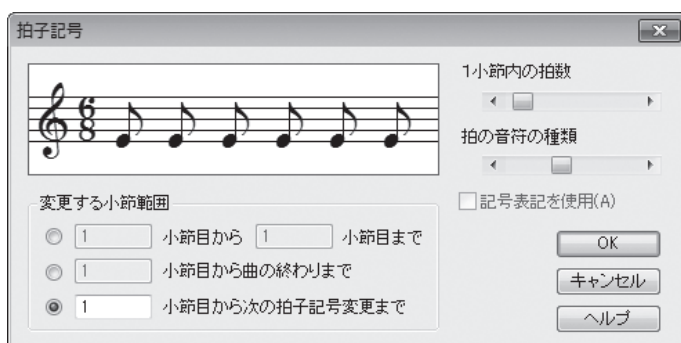 拍子記号
6
8
1小節内の拍数
拍の音符の種類
記号表記を使用(A)
変更する小節範囲
1 小節目から 1 小節目まで
1 小節目から曲の終わりまで
1 小節目から次の拍子記号変更まで
OK
キャンセル
ヘルプ